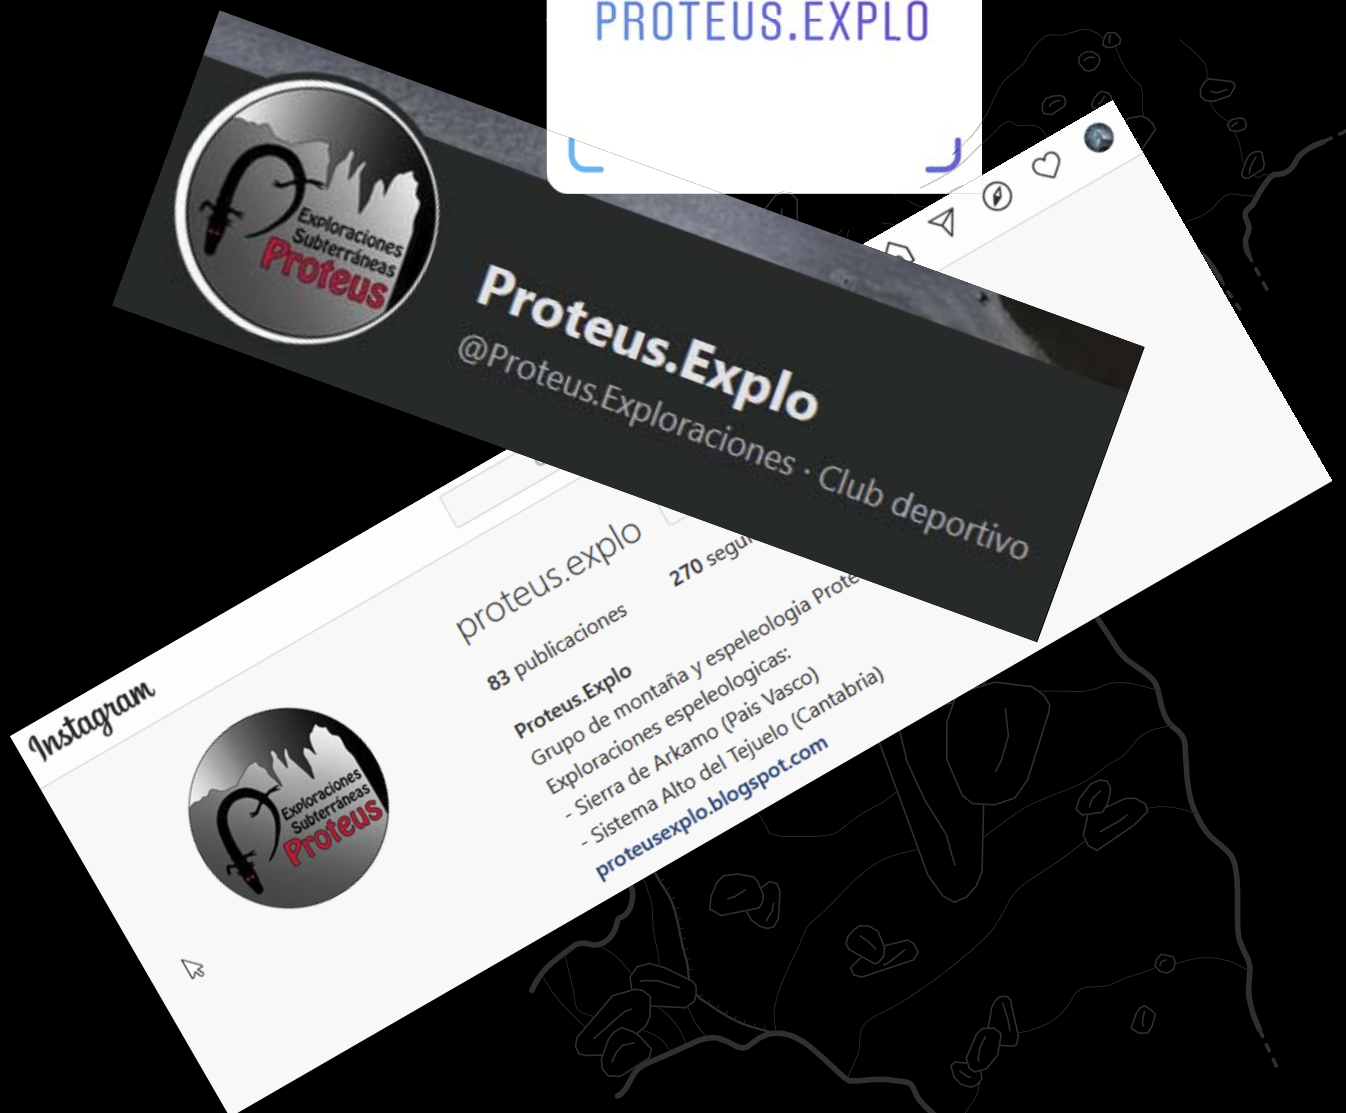 PROTEUS.EXPLO
Exploraciones
Subterráneas
Proteus
Proteus.Explo
@Proteus.Exploraciones · Club deportivo
Instagram
proteus.explo
83 publicaciones
270
Exploraciones
Subterráneas
Proteus
Proteus.Explo
Grupo de montaña y espeleologia
Exploraciones espeleologicas:
- Sierra de Arkamo (Pais Vasco)
- Sistema Alto del Tejuelo (Cantabria)
proteusexplo.blogspot.com